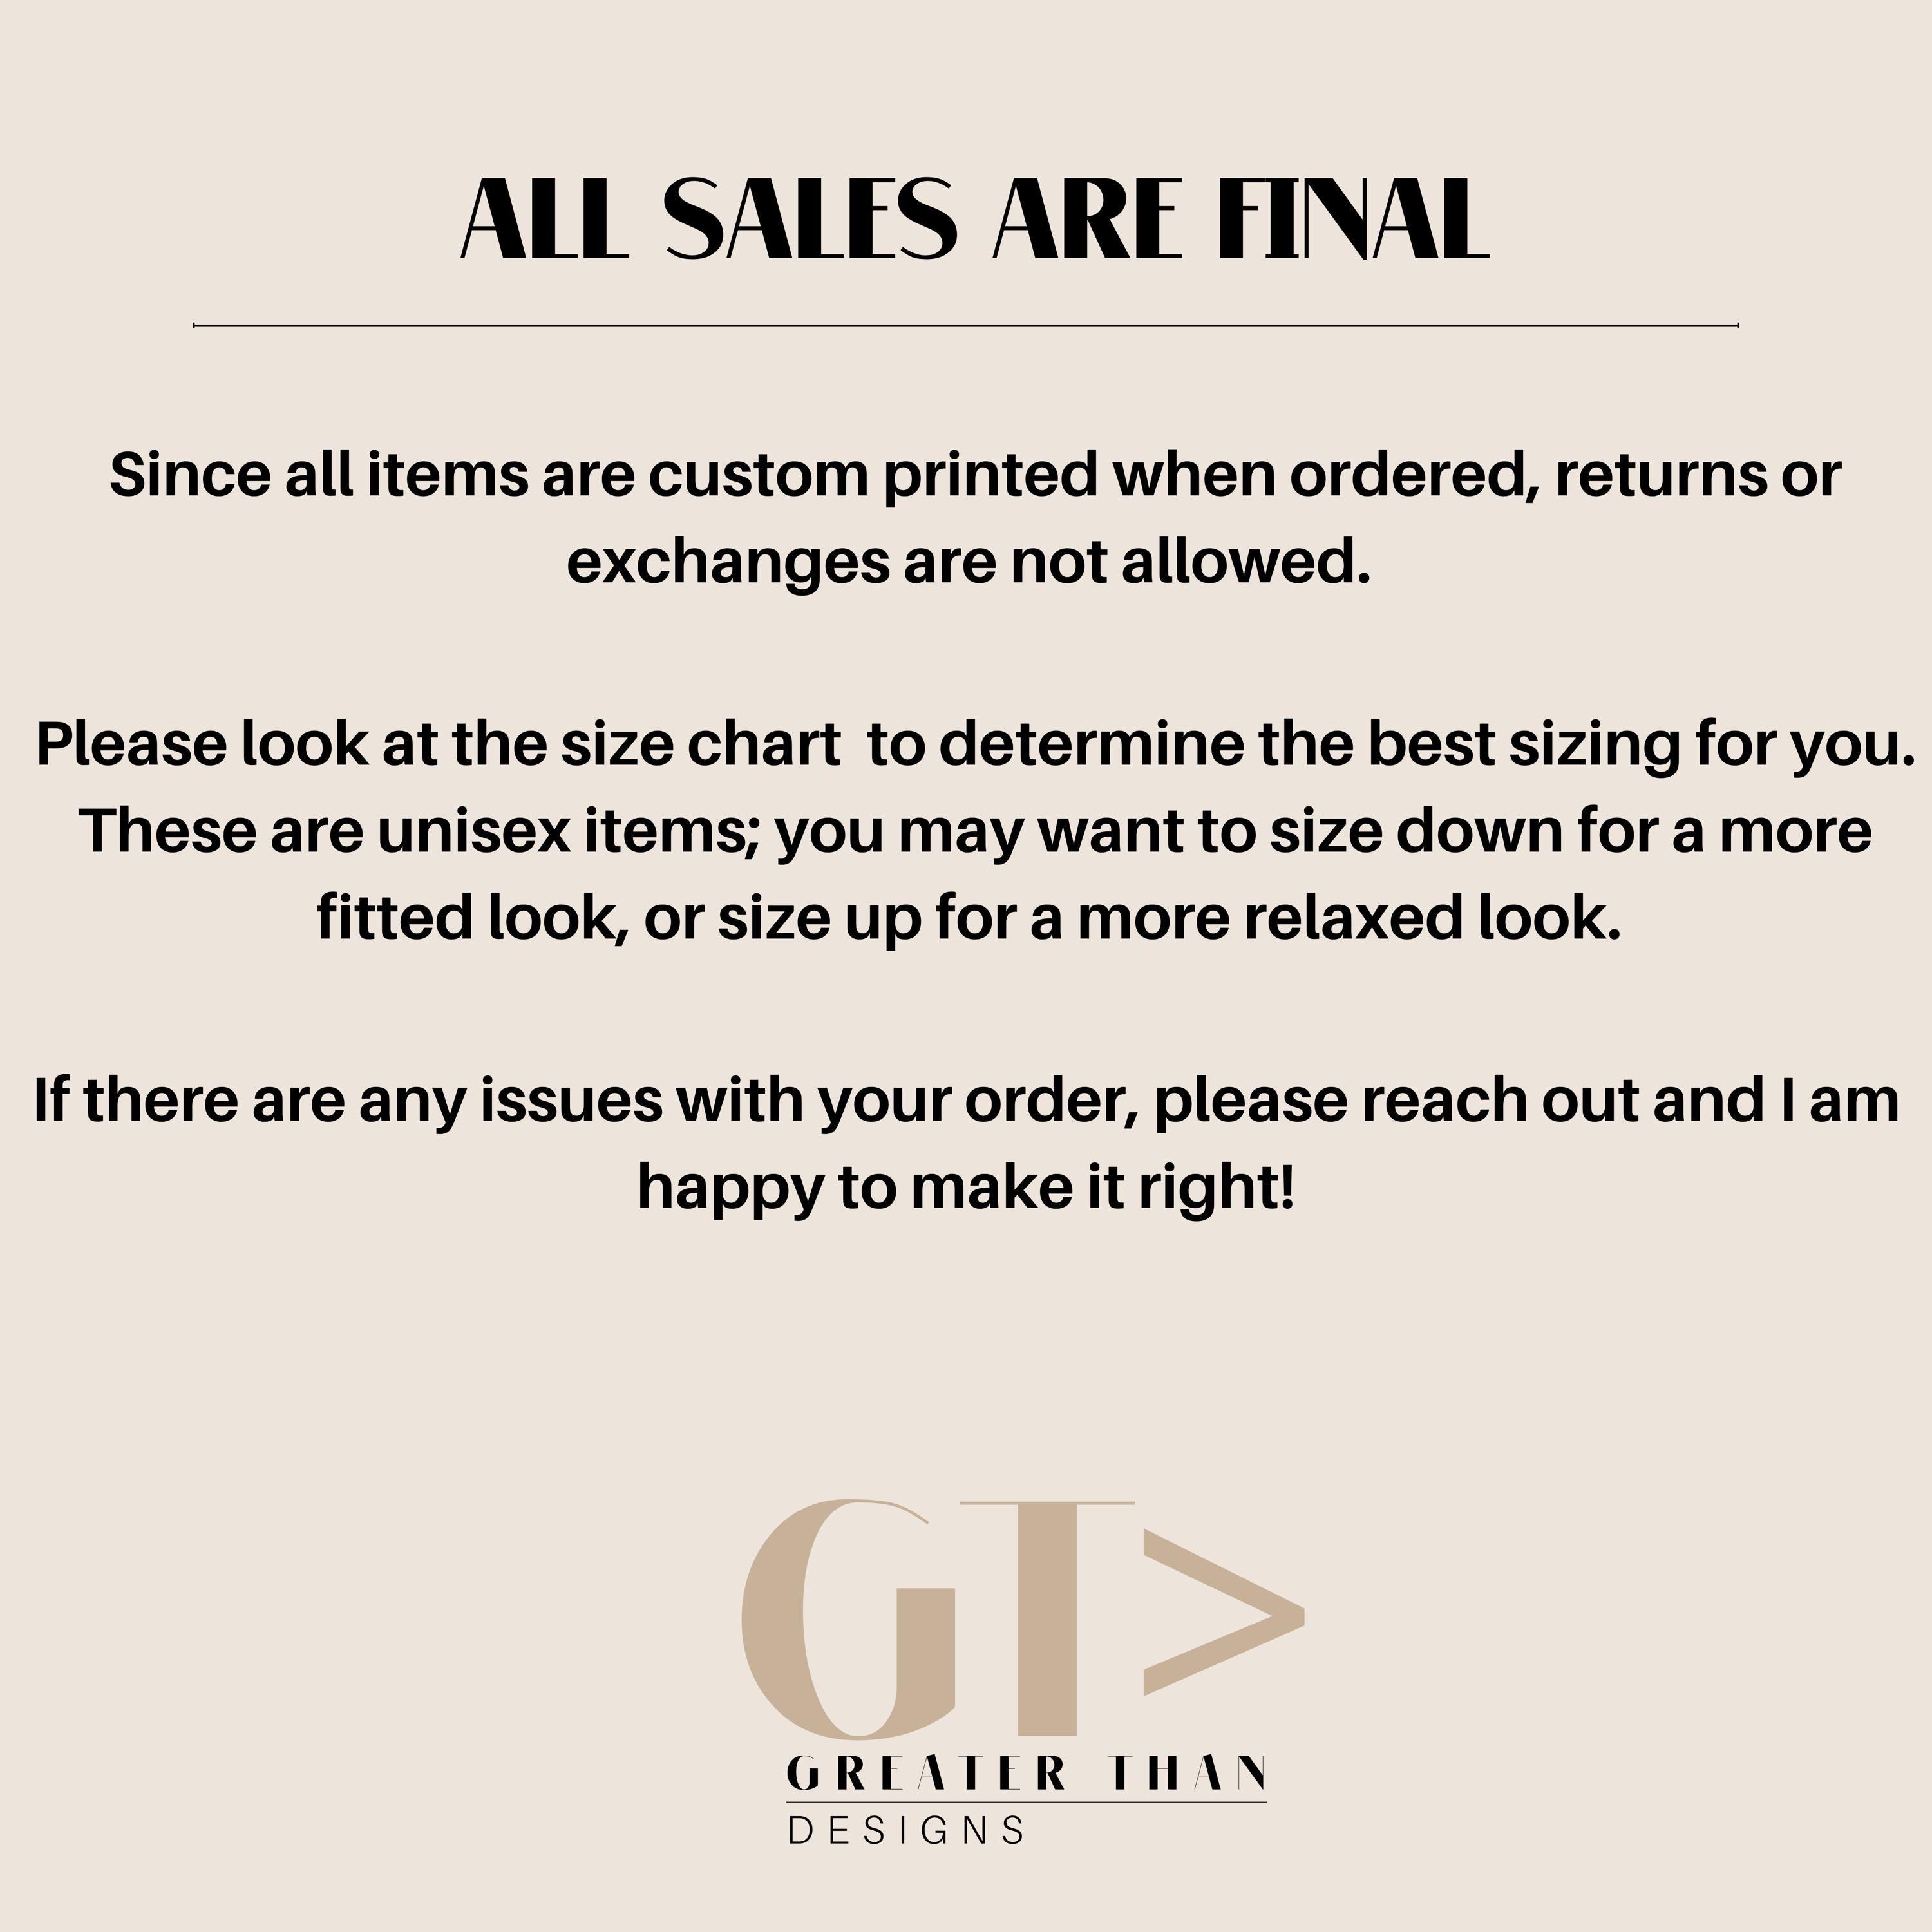 ALL SALES ARE FINAL
Since all items are custom printed when ordered, returns or
exchanges are not allowed.
Please look at the size chart  to determine the best sizing for you.
These are unisex items; you may want to size down for a more
fitted look, or size up for a more relaxed look.
If there are any issues with your order, please reach out and I am
happy to make it right!
GT>
GREATER THAN
DESIGNS